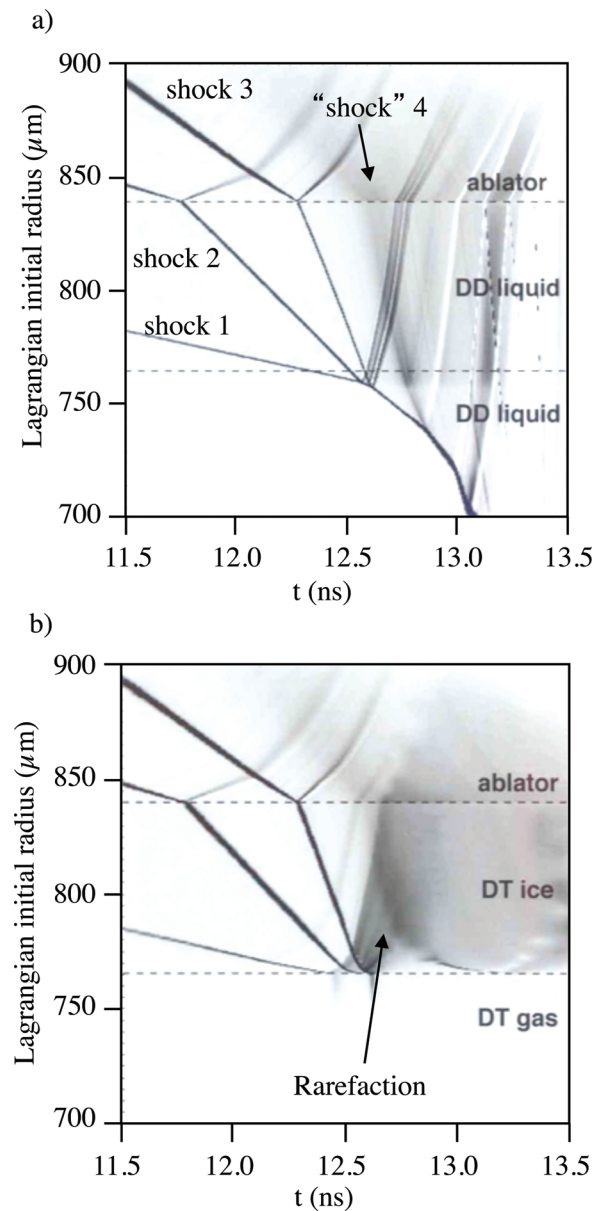 a)
900
850
800
750
700
Lagrangian initial radius (µm)
shock 3
“shock” 4
ablator
shock 2
DD liquid
shock 1
DD liquid
11.5 12.0 12.5 13.0 13.5
t (ns)
b)
900
850
800
750
700
Lagrangian initial radius (µm)
ablator
DT ice
DT gas
Rarefaction
11.5 12.0 12.5 13.0 13.5
t (ns)